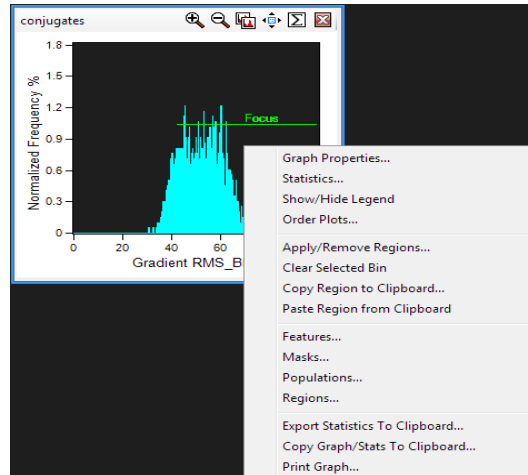 conjugates
1.8
1.5
1.2
0.9
0.6
0.3
0
Normalized Frequency %
Focus
0 20 40 60
Gradient RMS_B
Graph Properties...
Statistics...
Show/Hide Legend
Order Plots...
Apply/Remove Regions...
Clear Selected Bin
Copy Region to Clipboard...
Paste Region from Clipboard
Features...
Masks...
Populations...
Regions...
Export Statistics To Clipboard...
Copy Graph/Stats To Clipboard...
Print Graph...